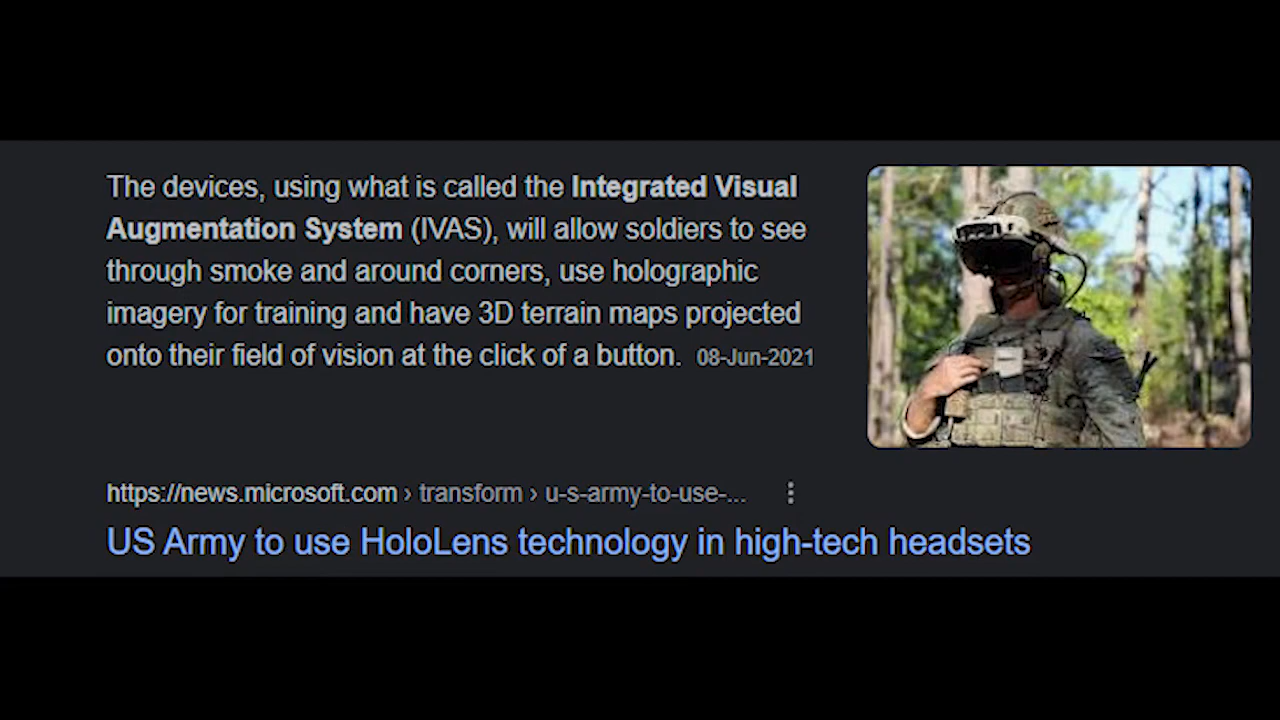 The devices, using what is called the Integrated Visual
Augmentation System (IVAS), will allow soldiers to see
through smoke and around corners, use holographic
imagery for training and have 3D terrain maps projected
onto their field of vision at the click of a button. 08-Jun-2021
https://news.microsoft.com › transform › u-s-army-to-use-...
US Army to use HoloLens technology in high-tech headsets